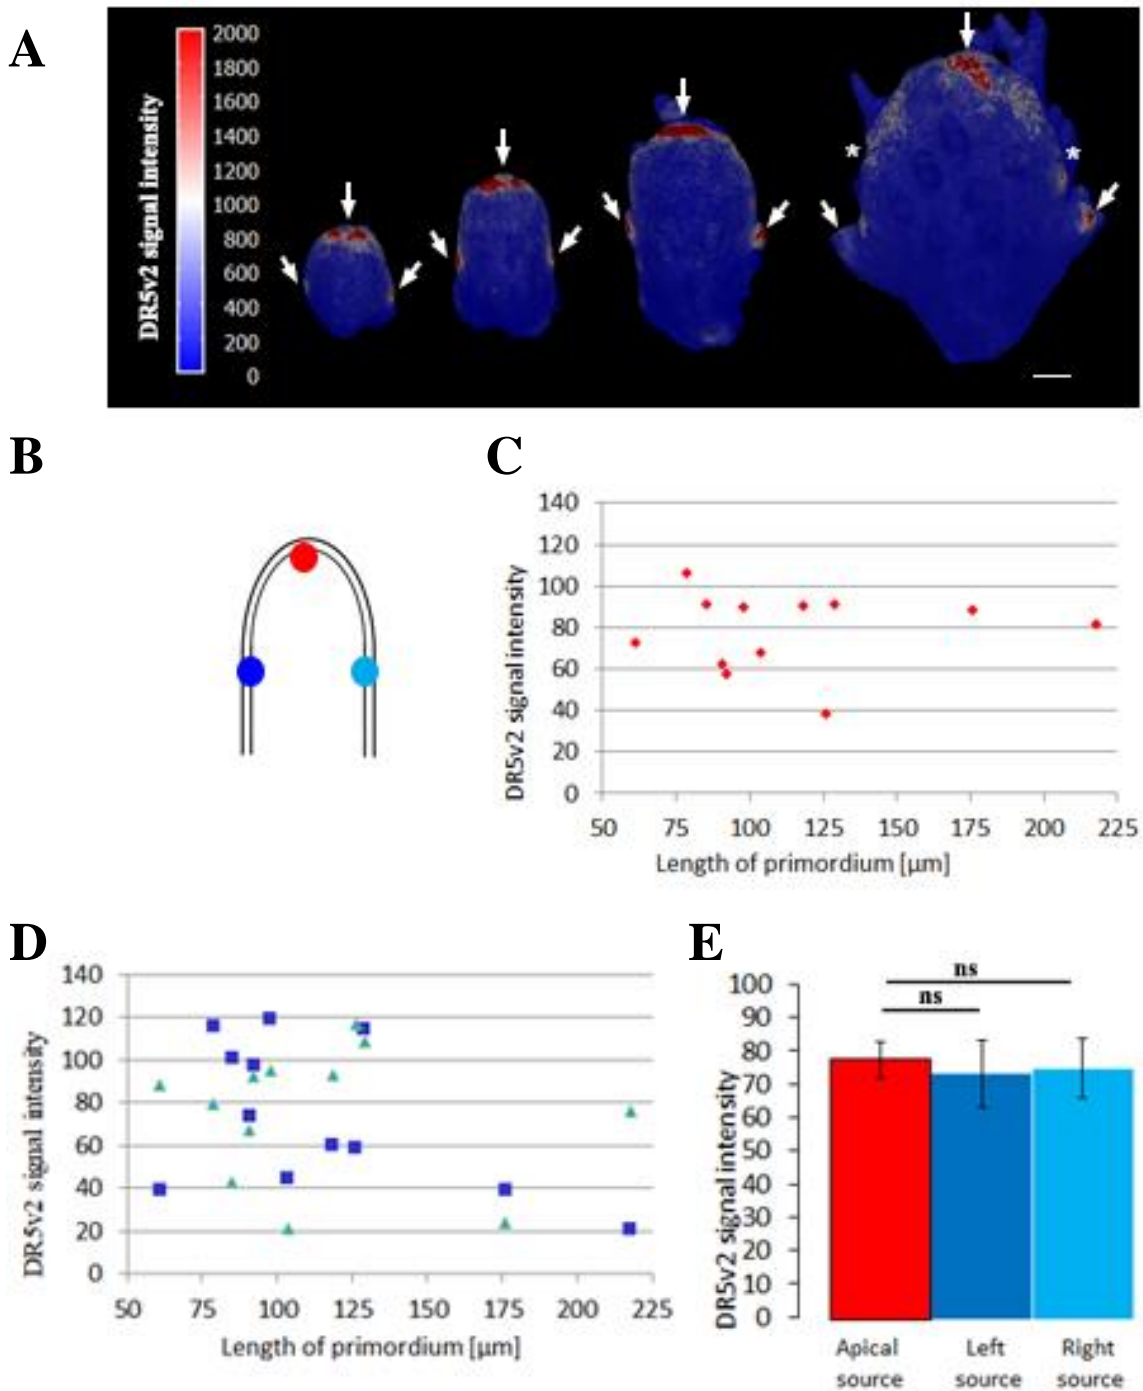 A
DR5v2 signal intensity
2000
1800
1600
1400
1200
1000
800
600
400
200
0
*
*
B
C
DR5v2 signal intensity
140
120
100
80
60
40
20
0
50 75 100 125 150 175 200 225
Length of primordium [µm]
D
DR5v2 signal intensity
140
120
100
80
60
40
20
0
50 75 100 125 150 175 200 225
Length of primordium [µm]
E
DR5v2 signal intensity
100
90
80
70
60
50
40
30
20
10
0
ns
ns
Apical Left Right
source source source